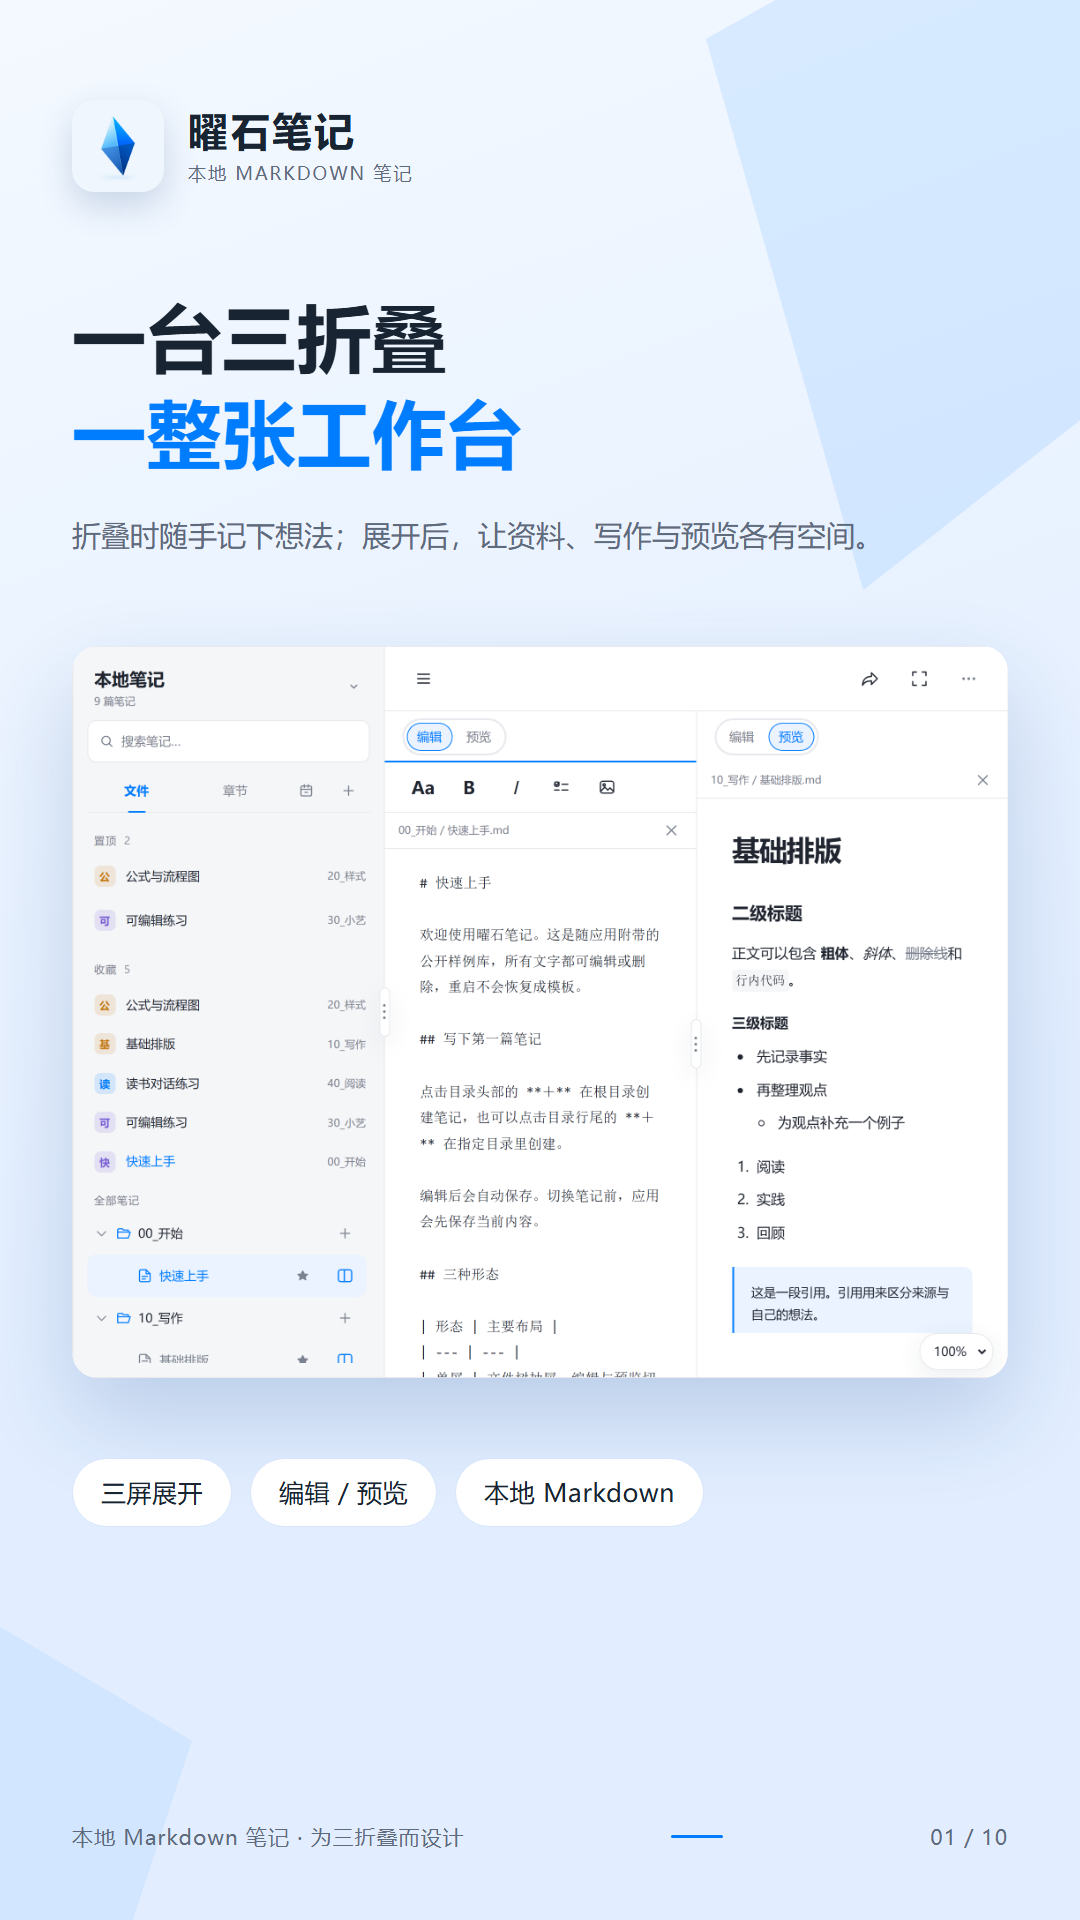 曜石笔记
本地 MARKDOWN 笔记
一台三折叠
一整张工作台
折叠时随手记下想法；展开后，让资料、写作与预览各有空间。
本地笔记
9 篇笔记
搜索笔记...
文件 章节
置顶 2
公 公式与流程图 20_样式
可 可编辑练习 30_小艺
收藏 5
公 公式与流程图 20_样式
基 基础排版 10_写作
读 读书对话练习 40_阅读
可 可编辑练习 30_小艺
快 快速上手 00_开始
全部笔记
00_开始
快速上手
10_写作
基础排版
编辑 预览
Aa B I
00_开始 / 快速上手.md
# 快速上手
欢迎使用曜石笔记。这是随应用附带的
公开样例库，所有文字都可编辑或删
除，重启不会恢复成模板。
## 写下第一篇笔记
点击目录头部的 **＋** 在根目录创
建笔记，也可以点击目录行尾的 **＋
** 在指定目录里创建。
编辑后会自动保存。切换笔记前，应用
会先保存当前内容。
## 三种形态
| 形态 | 主要布局 |
| --- | --- |
| 单屏 | 文件树抽屉，编辑与预览切
编辑 预览
10_写作 / 基础排版.md
基础排版
二级标题
正文可以包含 粗体、斜体、删除线和
行内代码。
三级标题
• 先记录事实
• 再整理观点
◦ 为观点补充一个例子
1. 阅读
2. 实践
3. 回顾
这是一段引用。引用用来区分来源与
自己的想法。
100%
三屏展开 编辑 / 预览 本地 Markdown
本地 Markdown 笔记 · 为三折叠而设计 01 / 10